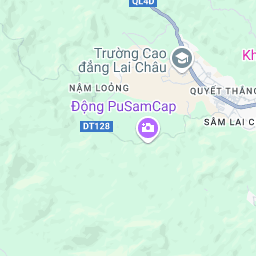 QL4D
Trường Cao
đẳng Lai Châu
Kh
NẬM LOỎNG
QUYẾT THẮNG
Động PuSamCap
DT128
SÂM LAI C